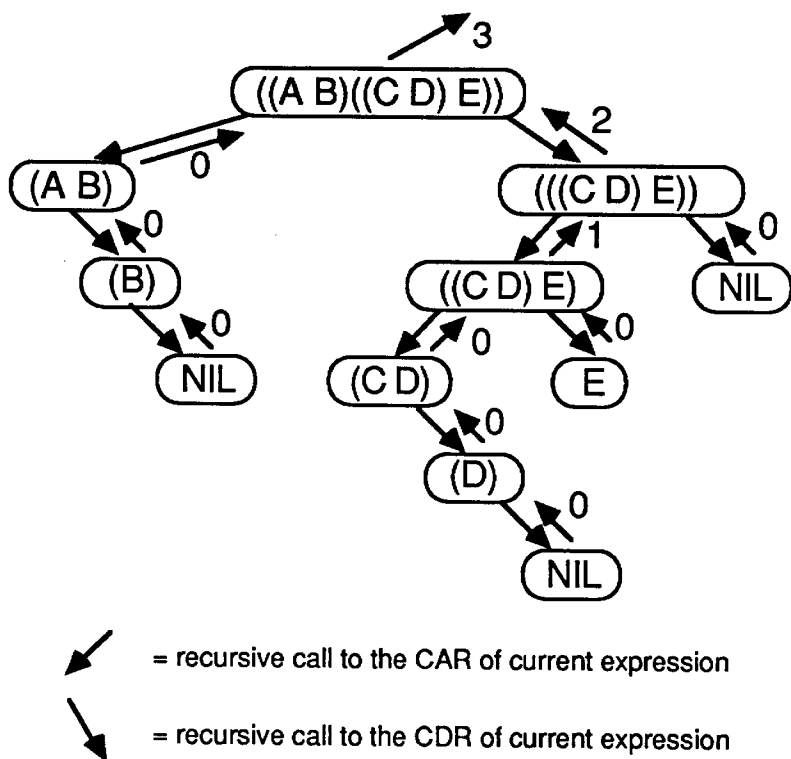 3
((A B)((C D) E))
2
0
(A B)
(((C D) E))
0
1
0
(B)
((C D) E)
NIL
0
0
0
NIL
(C D)
E
0
(D)
0
NIL
= recursive call to the CAR of current expression
= recursive call to the CDR of current expression